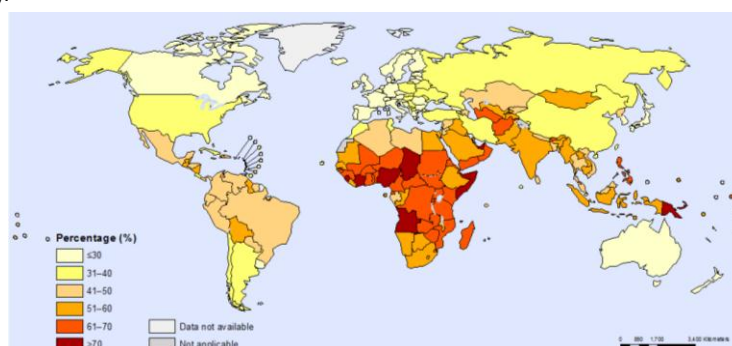 Percentage (%)
≤30
31–40
41–50
51–60
61–70
>70
Data not available
Not applicable